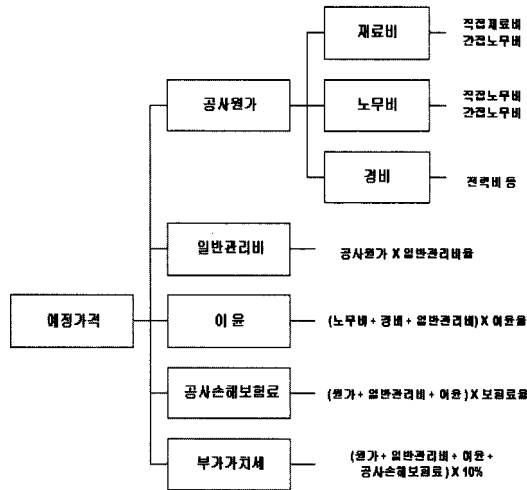 재료비
직접재료비
간접노무비
공사원가
노무비
직접노무비
간접노무비
경비
전력비 등
일반관리비
공사원가 X 일반관리비율
예정가격
이 윤
(노무비 + 경비 + 일반관리비) X 이윤율
공사손해보험료
(원가 + 일반관리비 + 이윤) X 보험료율
부가가치세
(원가 + 일반관리비 + 이윤 +
공사손해보험료) X 10%